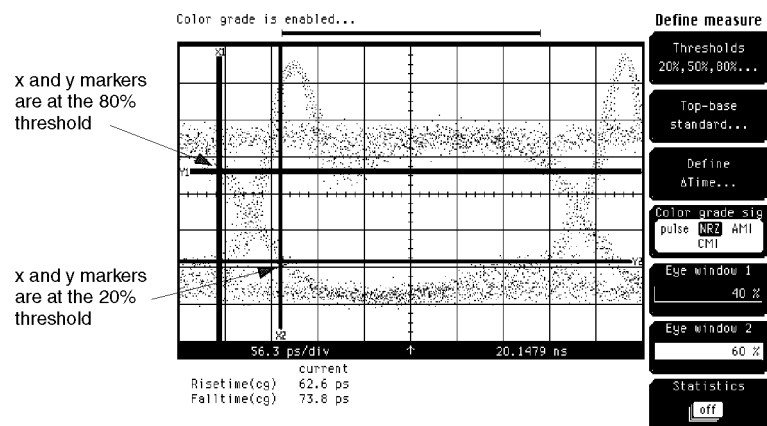 Color grade is enabled...
Define measure
Thresholds
20%,50%,80%...
Top-base
standard...
Define
ΔTime...
Color grade sig
pulse NRZ AMI
CMI
Eye window 1
40 %
Eye window 2
60 %
Statistics
off
x and y markers
are at the 80%
threshold
x and y markers
are at the 20%
threshold
X1
Y1
Y2
X2
56.3 ps/div ↑ 20.1479 ns
current
Risetime(cg) 62.6 ps
Falltime(cg) 73.8 ps